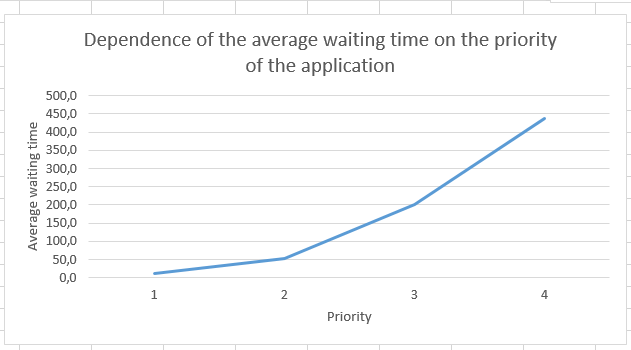 Dependence of the average waiting time on the priority
of the application
500,0
450,0
400,0
350,0
300,0
250,0
200,0
150,0
100,0
50,0
0,0
Average waiting time
1 2 3 4
Priority